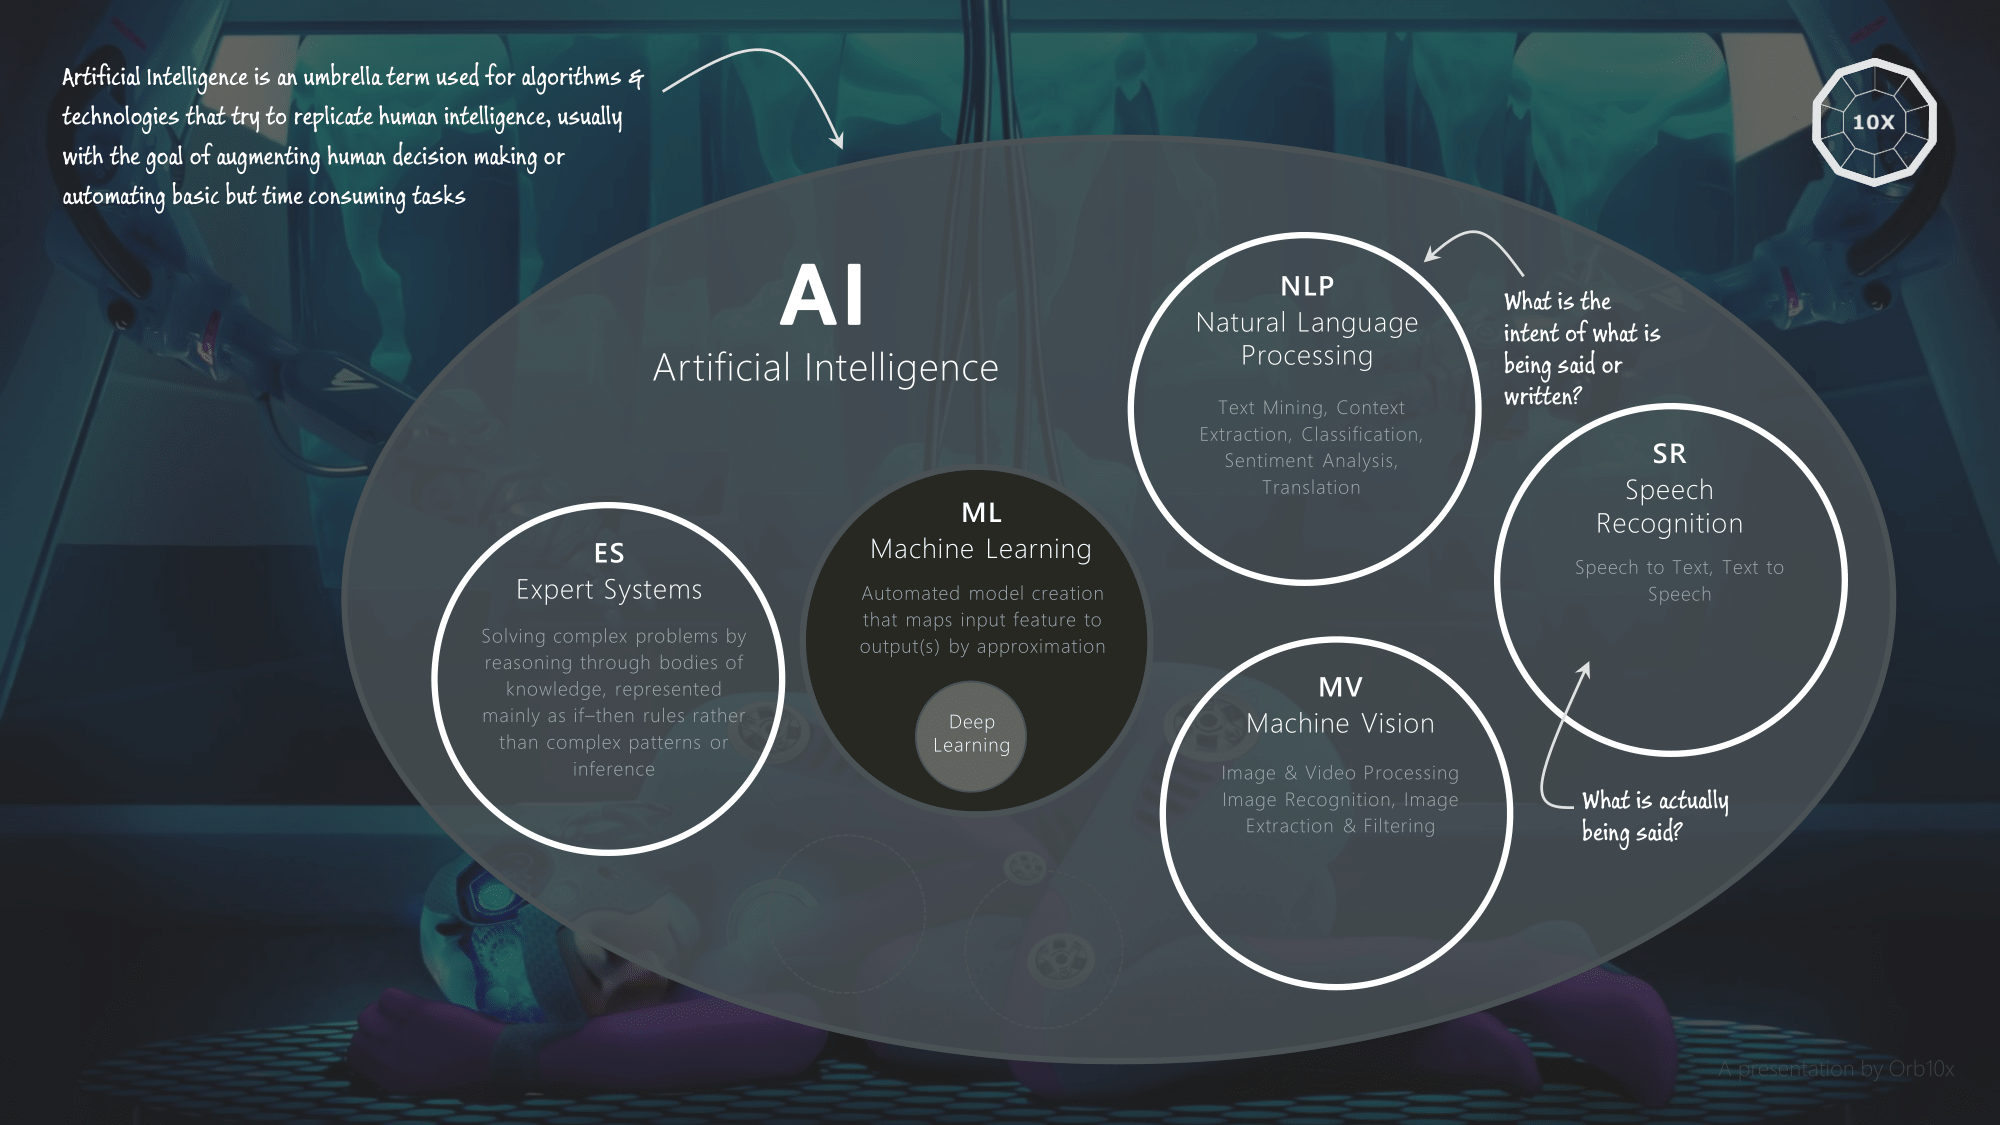 Artificial Intelligence is an umbrella term used for algorithms &
technologies that try to replicate human intelligence, usually
with the goal of augmenting human decision making or
automating basic but time consuming tasks
10X
AI
Artificial Intelligence
NLP
Natural Language
Processing
Text Mining, Context
Extraction, Classification,
Sentiment Analysis,
Translation
What is the
intent of what is
being said or
written?
SR
Speech
Recognition
Speech to Text, Text to
Speech
What is actually
being said?
ES
Expert Systems
Solving complex problems by
reasoning through bodies of
knowledge, represented
mainly as if–then rules rather
than complex patterns or
inference
ML
Machine Learning
Automated model creation
that maps input feature to
output(s) by approximation
Deep
Learning
MV
Machine Vision
Image & Video Processing
Image Recognition, Image
Extraction & Filtering
A presentation by Orb10x